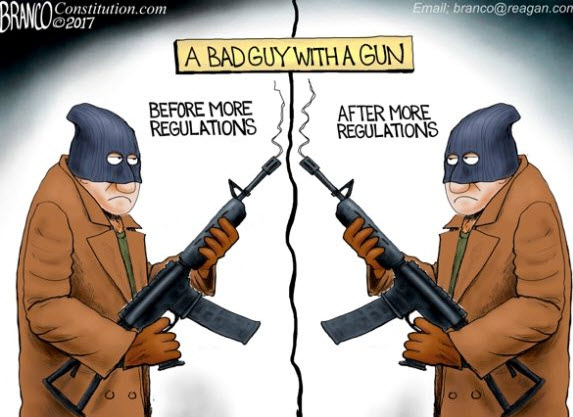 BRANCO Constitution.com
©2017
Email; branco@reagan.com
A BAD GUY WITH A GUN
BEFORE MORE
REGULATIONS
AFTER MORE
REGULATIONS